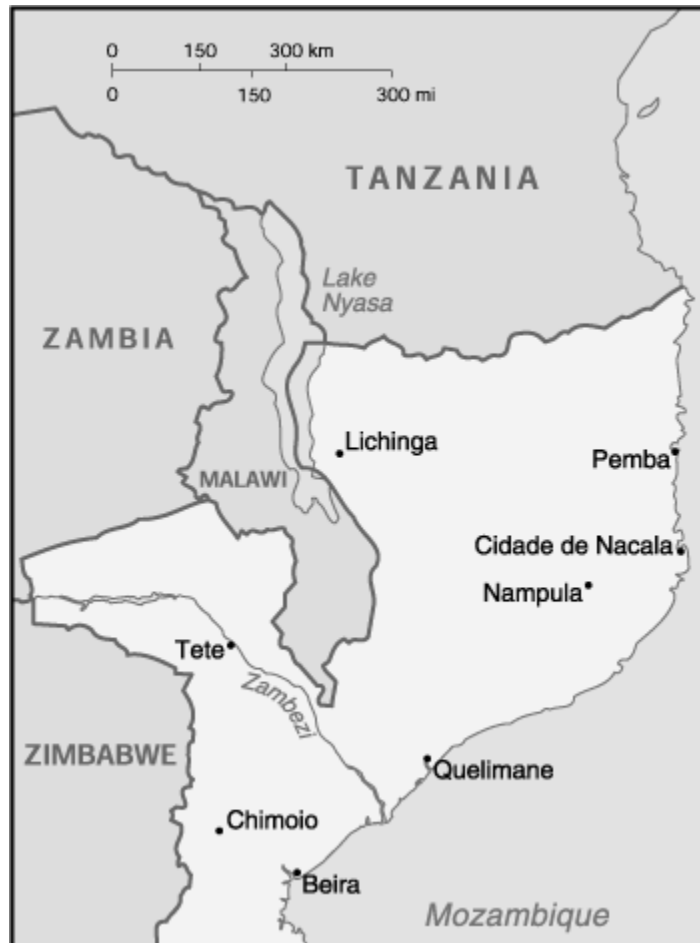 0 150 300 km
0 150 300 mi
TANZANIA
Lake
Nyasa
ZAMBIA
Lichinga
Pemba
MALAWI
Cidade de Nacala
Nampula
Tete
Zambezi
ZIMBABWE
Quelimane
Chimoio
Beira
Mozambique